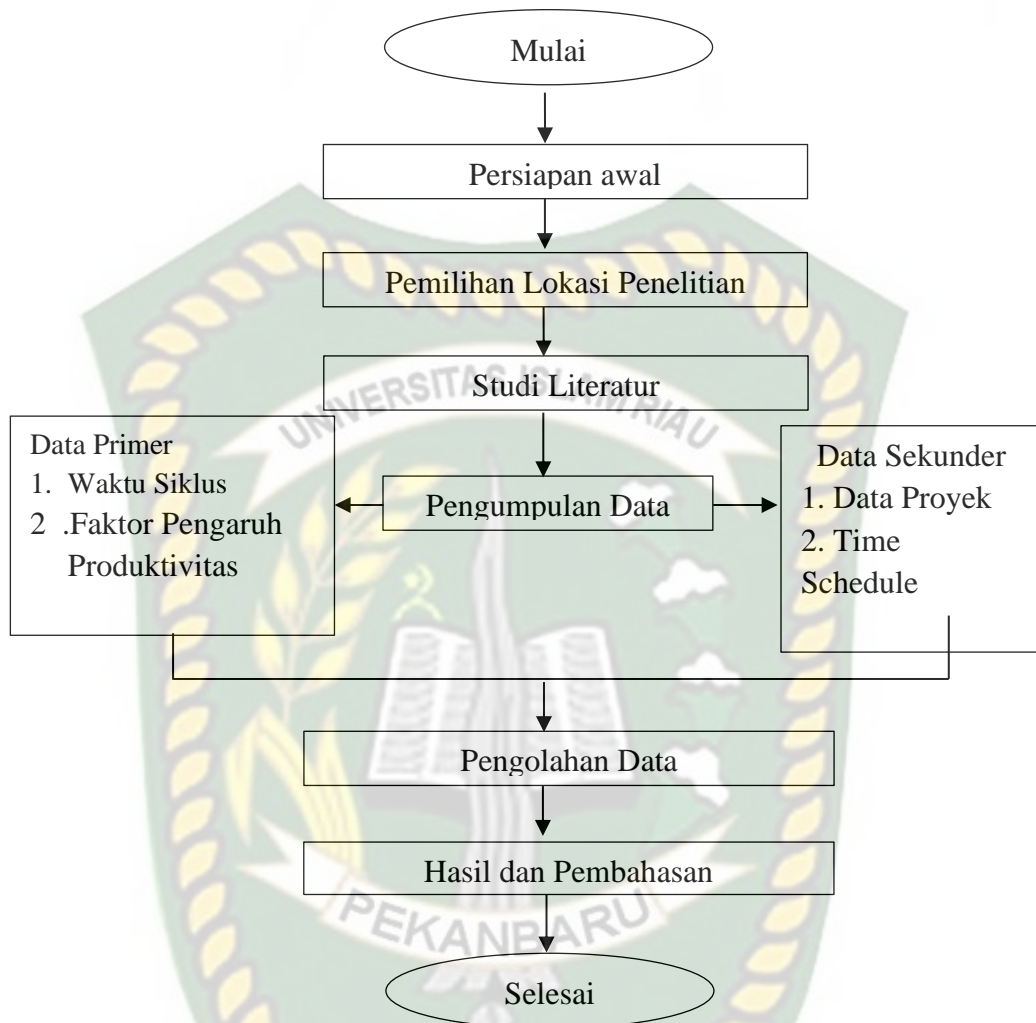 Mulai
Persiapan awal
Pemilihan Lokasi Penelitian
UNIVERSITAS ISLAM RIAU
Studi Literatur
Data Primer
1. Waktu Siklus
2 .Faktor Pengaruh
Produktivitas
Pengumpulan Data
Data Sekunder
1. Data Proyek
2. Time
Schedule
Pengolahan Data
Hasil dan Pembahasan
PEKANBARU
Selesai